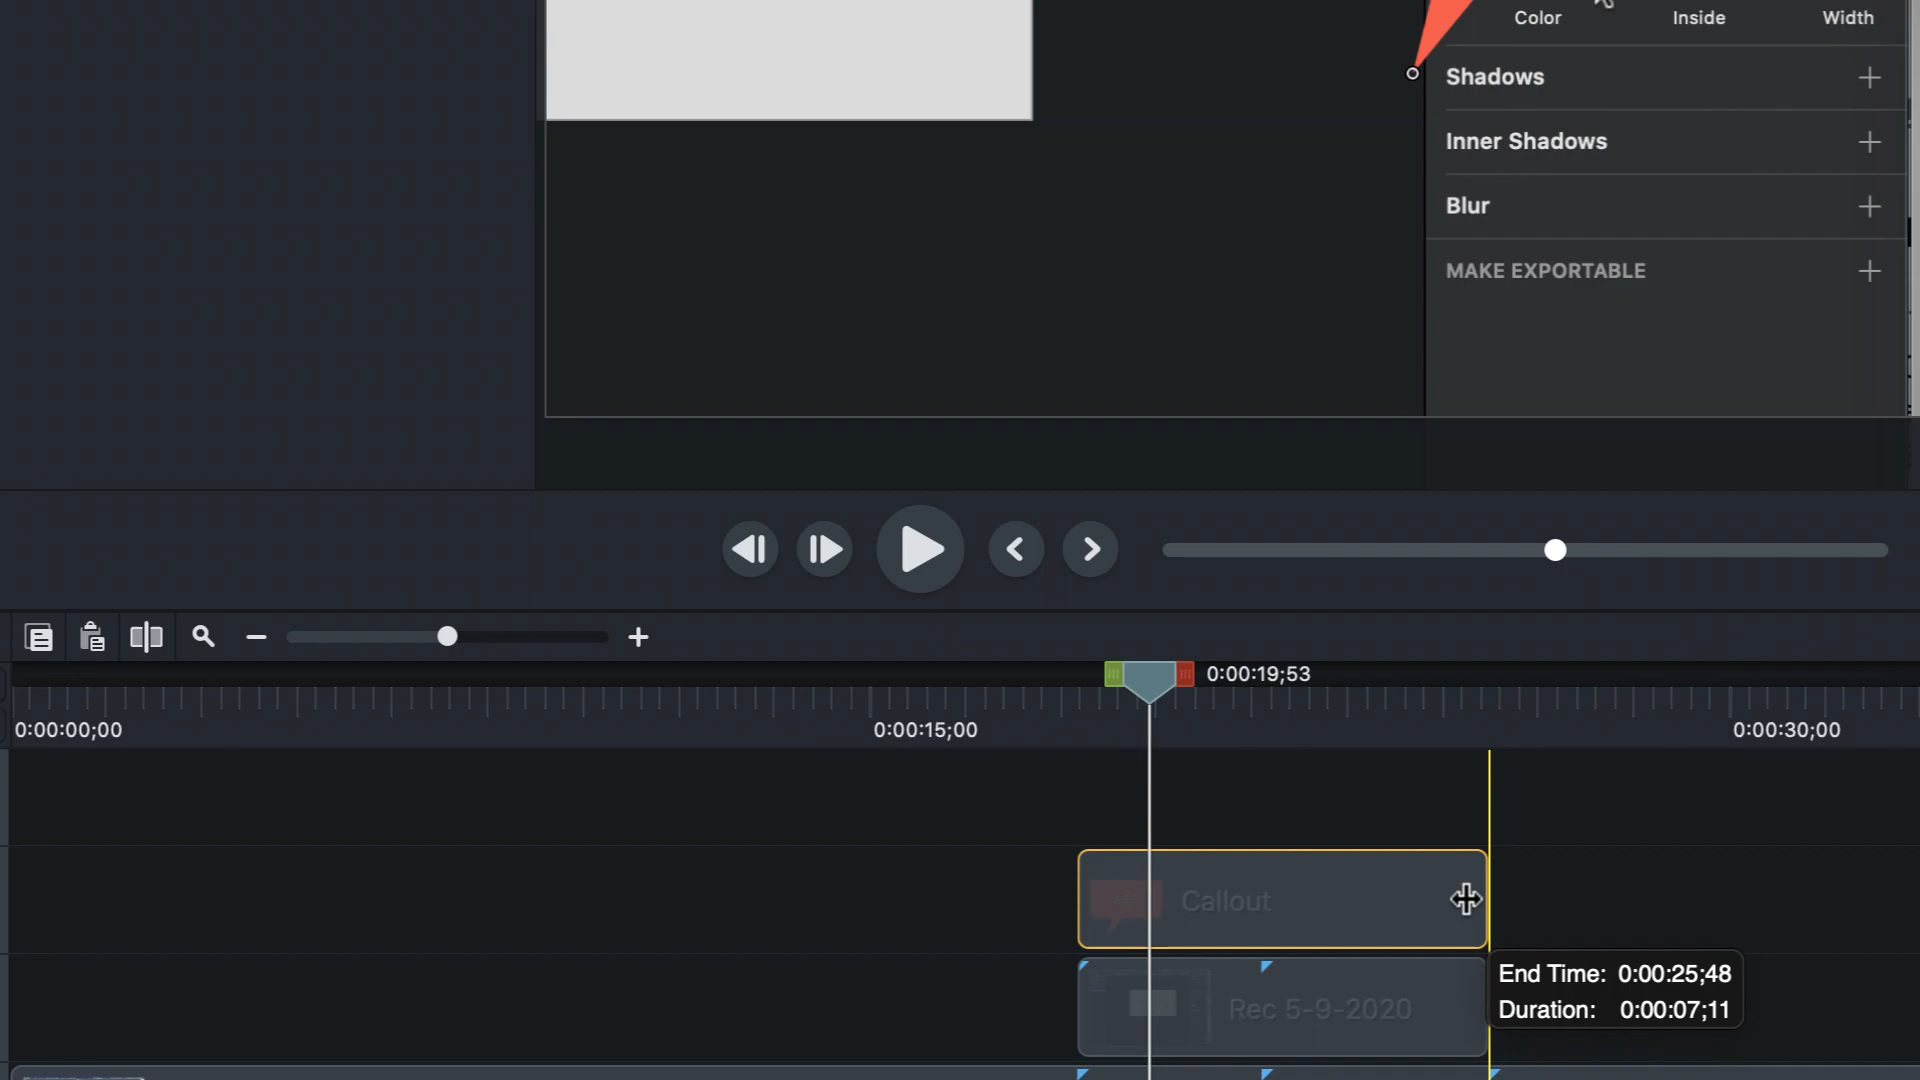 Color Inside Width
Shadows
Inner Shadows
Blur
MAKE EXPORTABLE
0:00:19;53
0:00:00;00 0:00:15;00 0:00:30;00
Callout
End Time: 0:00:25;48
Rec 5-9-2020
Duration: 0:00:07;11